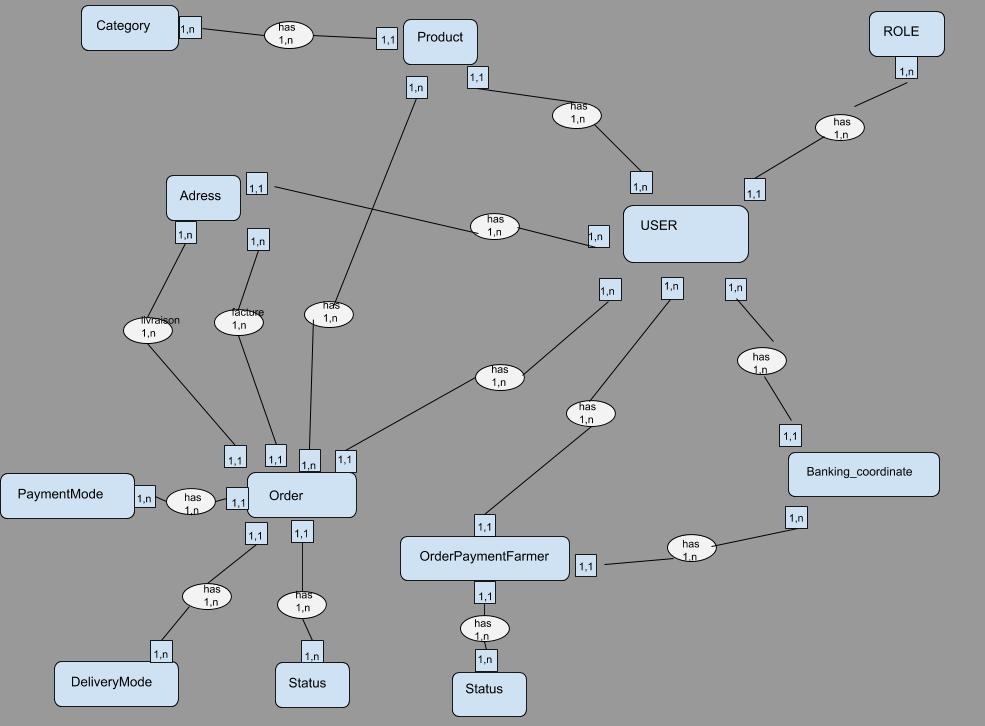 Category
1,n
has
1,n
1,1
Product
ROLE
1,n
1,n
1,1
has
1,n
has
1,n
1,n
1,1
Adress
1,1
USER
has
1,n
1,n
1,n
1,n
1,n
1,n
1,n
livraison
1,n
facture
1,n
has
1,n
has
1,n
has
1,n
has
1,n
1,1
1,1
1,1
1,n
1,1
Banking_coordinate
PaymentMode
1,n
has
1,n
1,1
Order
1,n
1,1
1,1
1,1
OrderPaymentFarmer
1,1
has
1,n
has
1,n
has
1,n
1,1
has
1,n
1,n
1,n
1,n
DeliveryMode
Status
Status